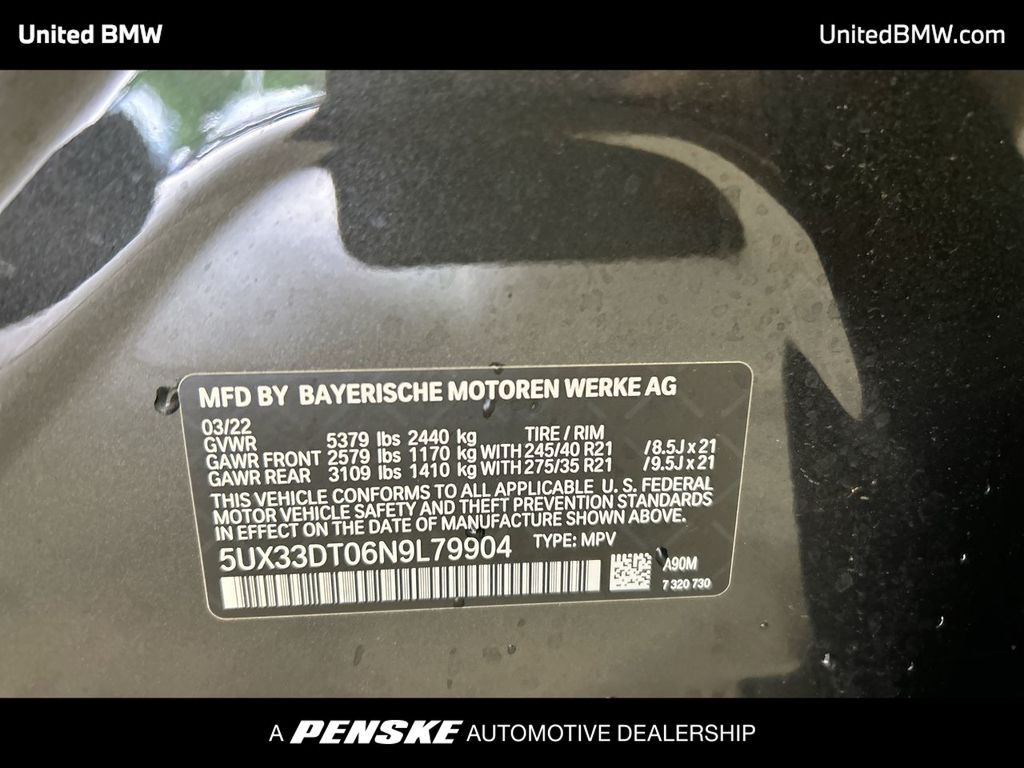 United BMW
UnitedBMW.com
MFD BY BAYERISCHE MOTOREN WERKE AG
03/22
GVWR 5379 lbs 2440 kg TIRE / RIM
GAWR FRONT 2579 lbs 1170 kg WITH 245/40 R21 /8.5J x 21
GAWR REAR 3109 lbs 1410 kg WITH 275/35 R21 /9.5J x 21
THIS VEHICLE CONFORMS TO ALL APPLICABLE U. S. FEDERAL
MOTOR VEHICLE SAFETY AND THEFT PREVENTION STANDARDS
IN EFFECT ON THE DATE OF MANUFACTURE SHOWN ABOVE.
5UX33DT06N9L79904 TYPE: MPV
A90M
7 320 730
A PENSKE AUTOMOTIVE DEALERSHIP